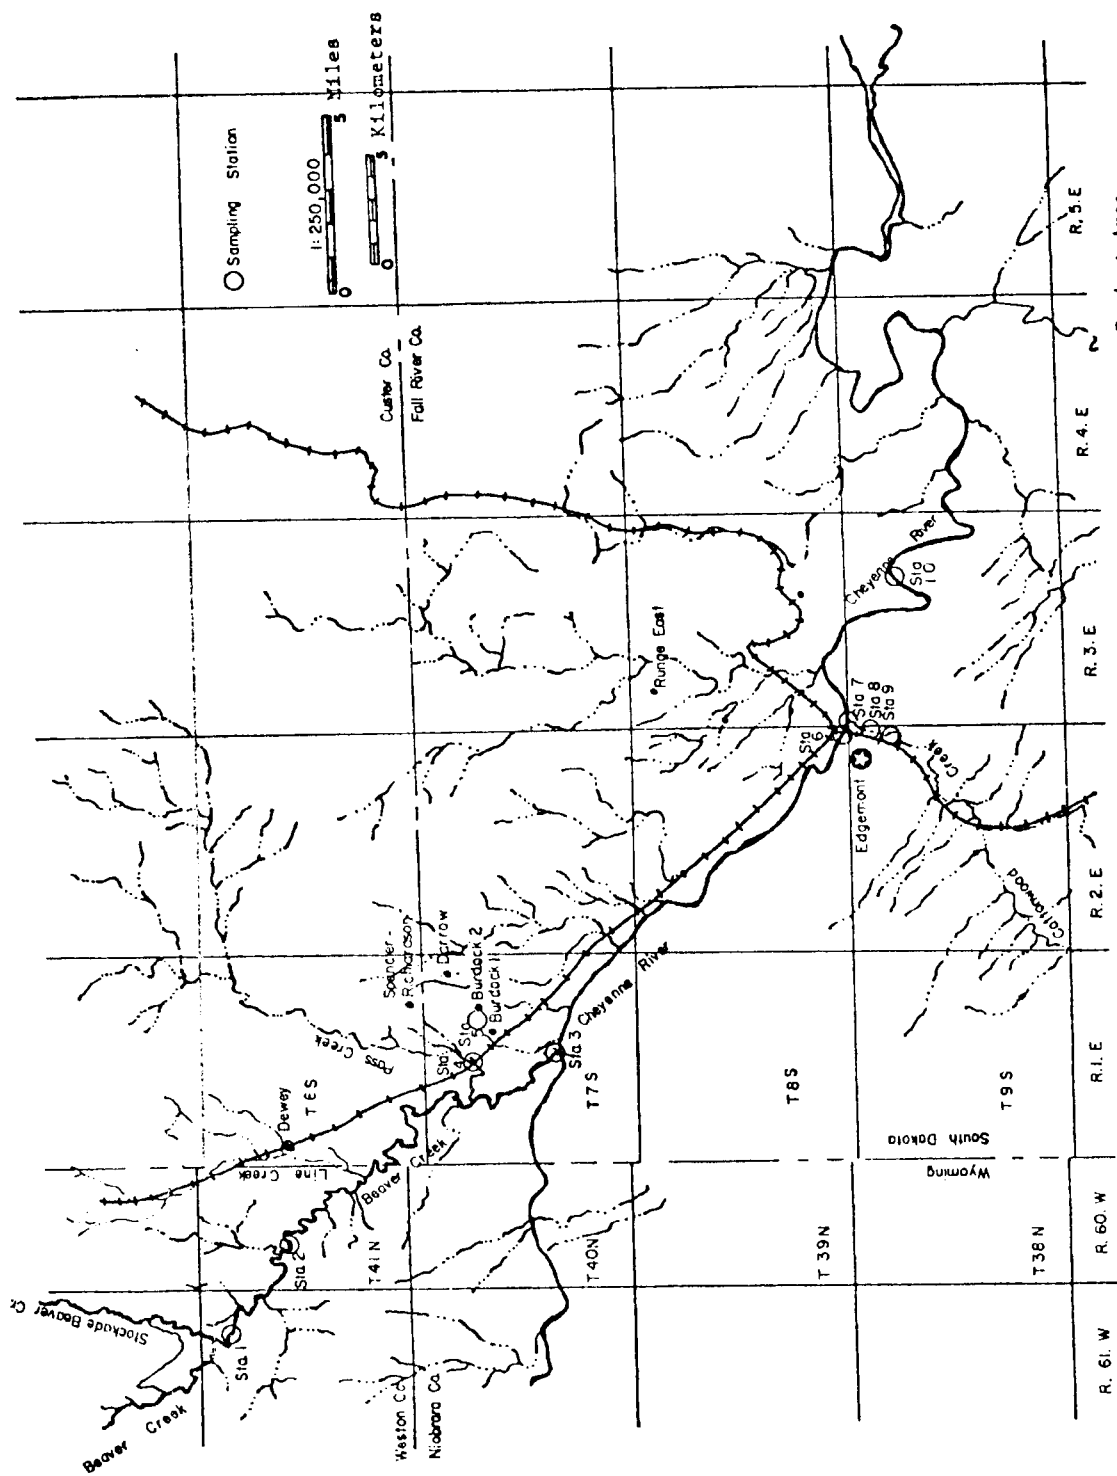 Sampling Station
1: 250,000
0 5 Miles
0 5 Kilometers
Custer Co.
Fall River Co.
Weston Co.
Niobrara Co.
Stockade Beaver Cr.
Beaver Creek
Sta 1
Sta 2
Line Creek
Dewey
T 6 S
T 41 N
Beaver Creek
Pass Creek
Spencer-
Richardson
Darrow
Sta 4
Sta 5
Burdock 2
Burdock 1
Sta 3
Cheyenne River
Runge East
T 7 S
T 40 N
T 8 S
T 39 N
Edgemont
Sta 6
Sta 7
Sta 8
Sta 9
Cheyenne River
Sta 10
Cottonwood Creek
Wyoming
South Dakota
T 9 S
T 38 N
R. 61. W
R. 60. W
R. 1. E
R. 2. E
R. 3. E
R. 4. E
R. 5. E